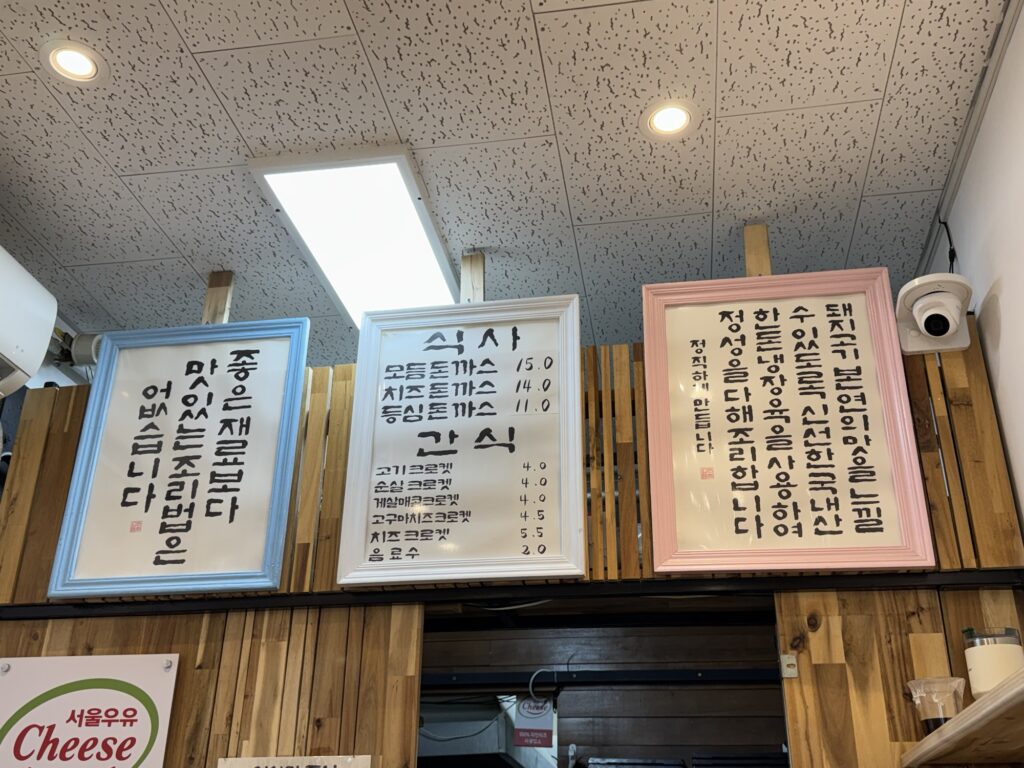 좋은 재료보다
맛있는 조리법은
없습니다
식사
모듬돈까스 15.0
치즈돈까스 14.0
등심돈까스 11.0
간식
고기크로켓 4.0
순살크로켓 4.0
게살매콤크로켓 4.0
고구마치즈크로켓 4.5
치즈크로켓 5.5
음료수 2.0
돼지고기 본연의 맛을 느낄
수 있도록 신선한 국내산
한돈 냉장육을 사용하여
정성을 다해 조리합니다
정직하게 만듭니다
서울우유
Cheese
Cheese